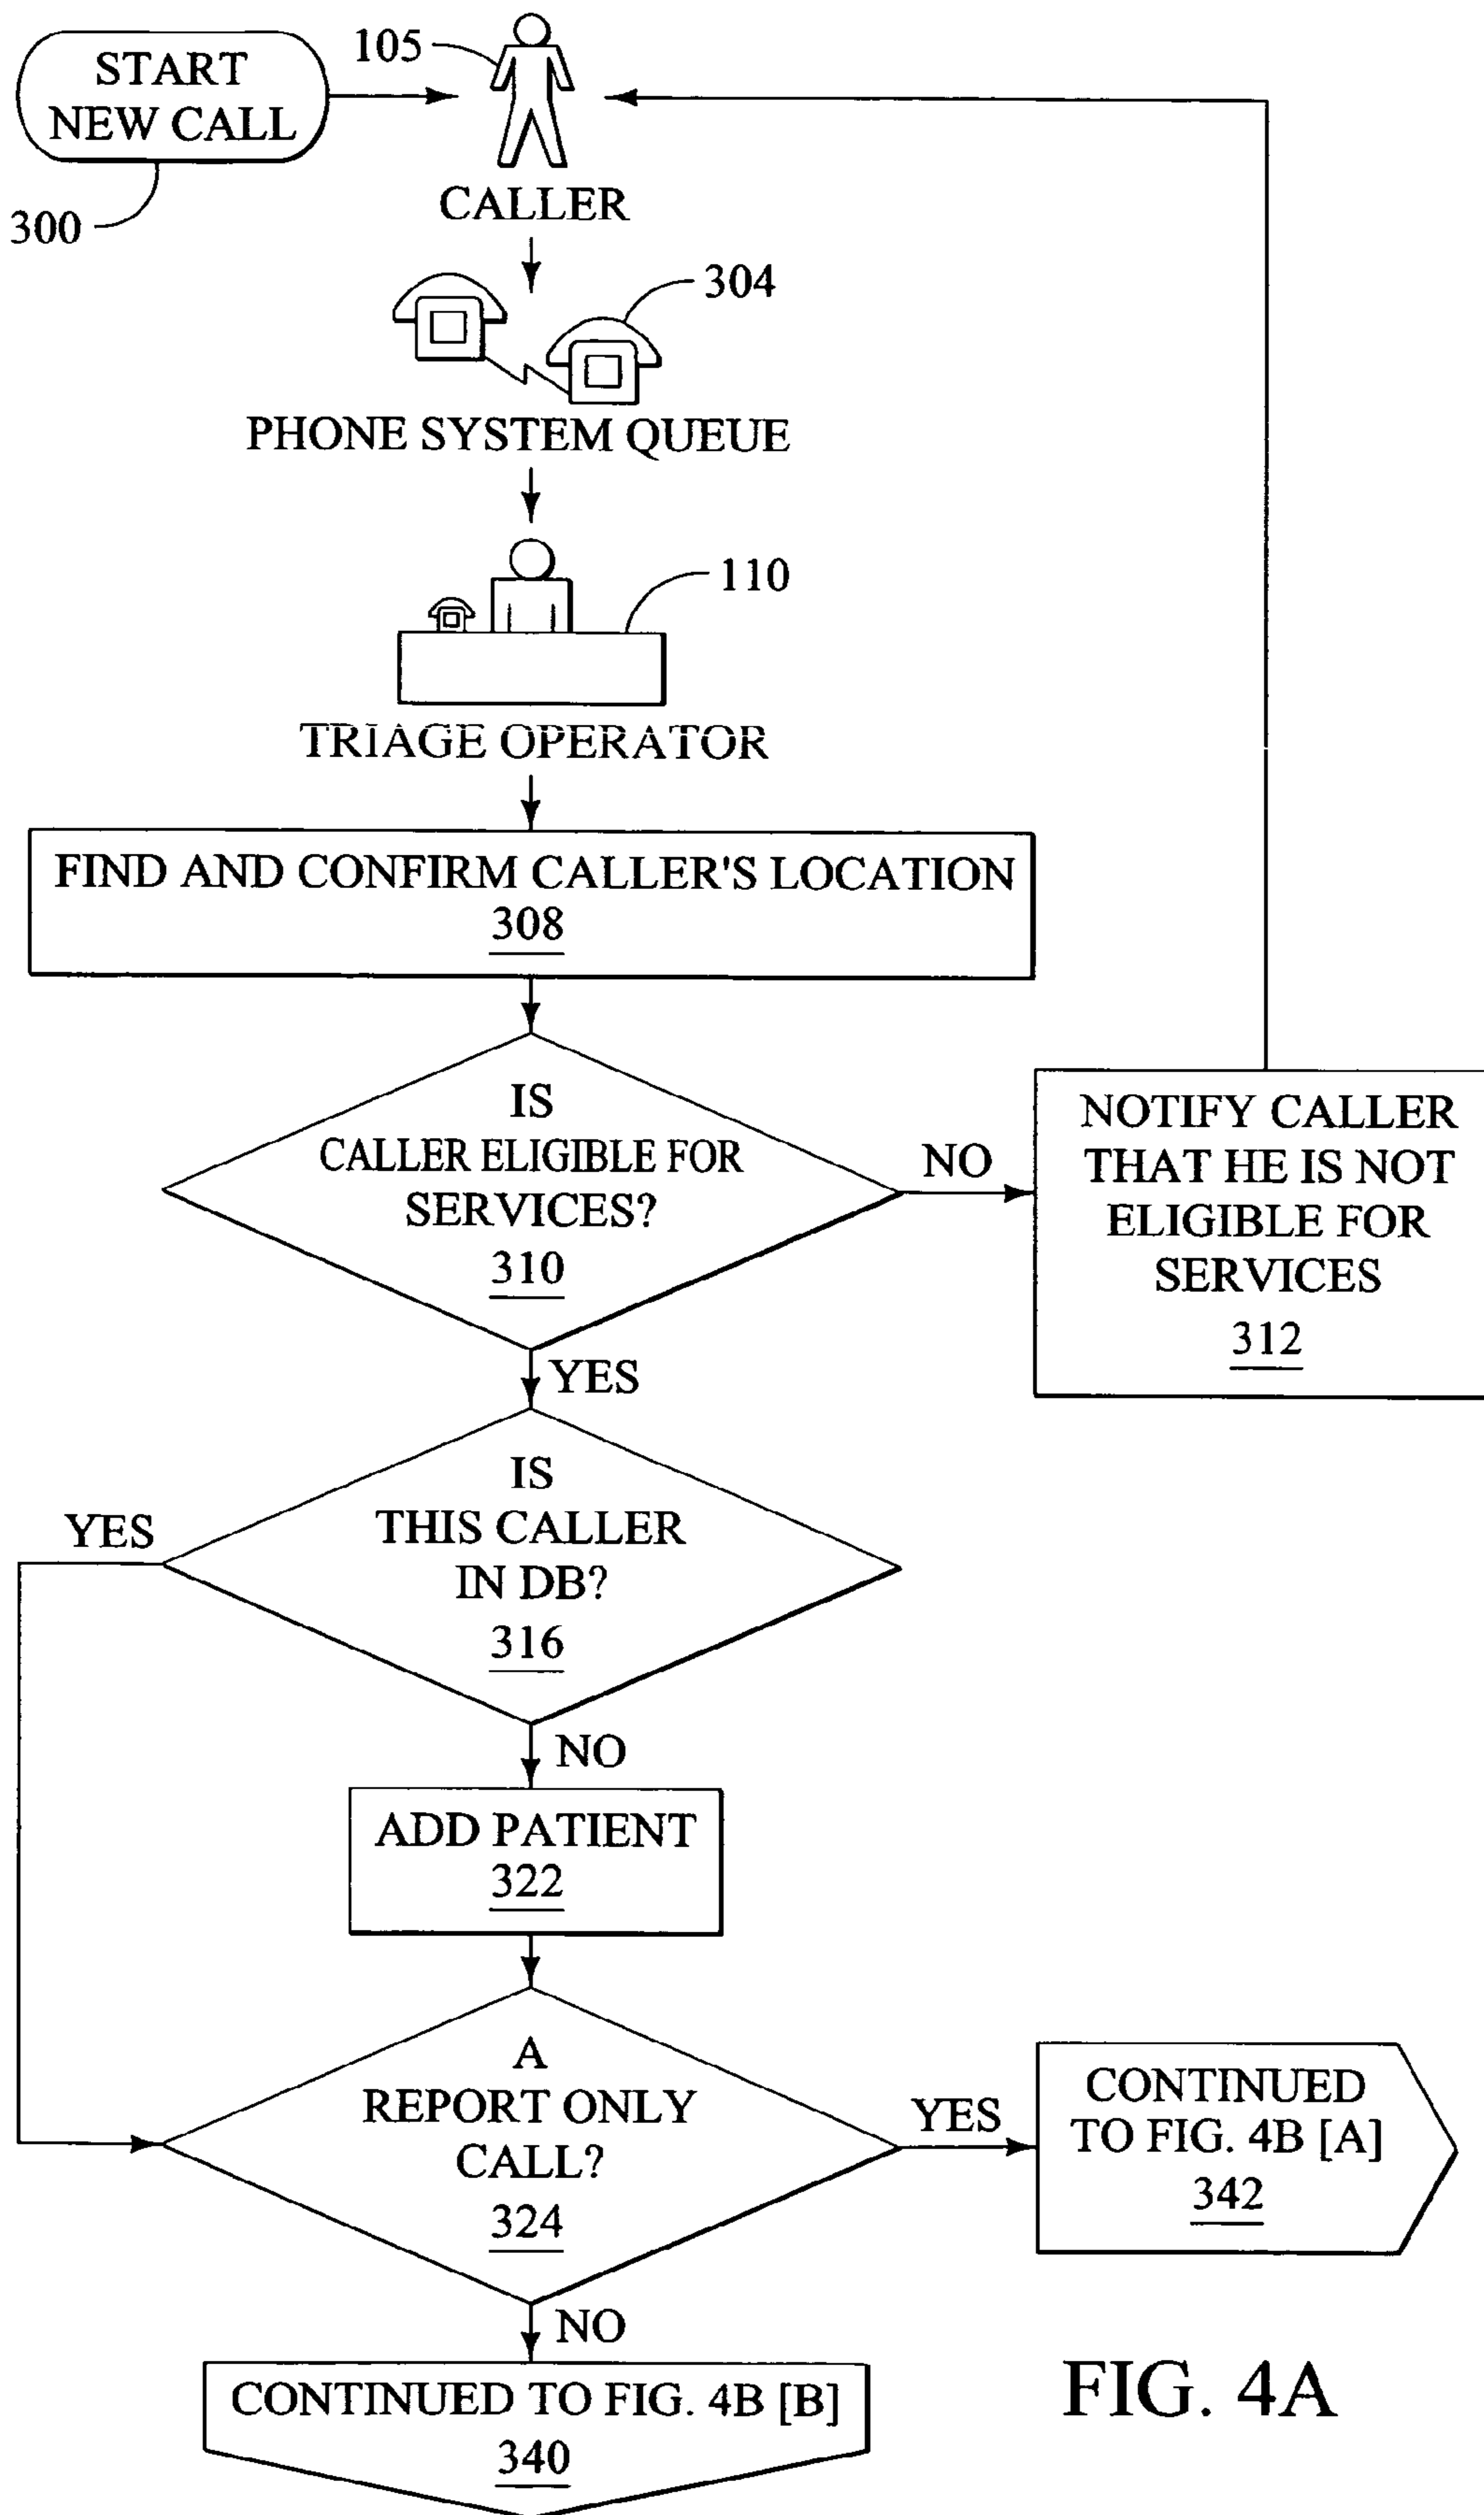 START
NEW CALL
300
105
CALLER
304
PHONE SYSTEM QUEUE
110
TRIAGE OPERATOR
FIND AND CONFIRM CALLER'S LOCATION
308
IS
CALLER ELIGIBLE FOR
SERVICES?
310
NO
NOTIFY CALLER
THAT HE IS NOT
ELIGIBLE FOR
SERVICES
312
YES
IS
THIS CALLER
IN DB?
316
YES
NO
ADD PATIENT
322
A
REPORT ONLY
CALL?
324
YES
CONTINUED
TO FIG. 4B [A]
342
NO
CONTINUED TO FIG. 4B [B]
340
FIG. 4A